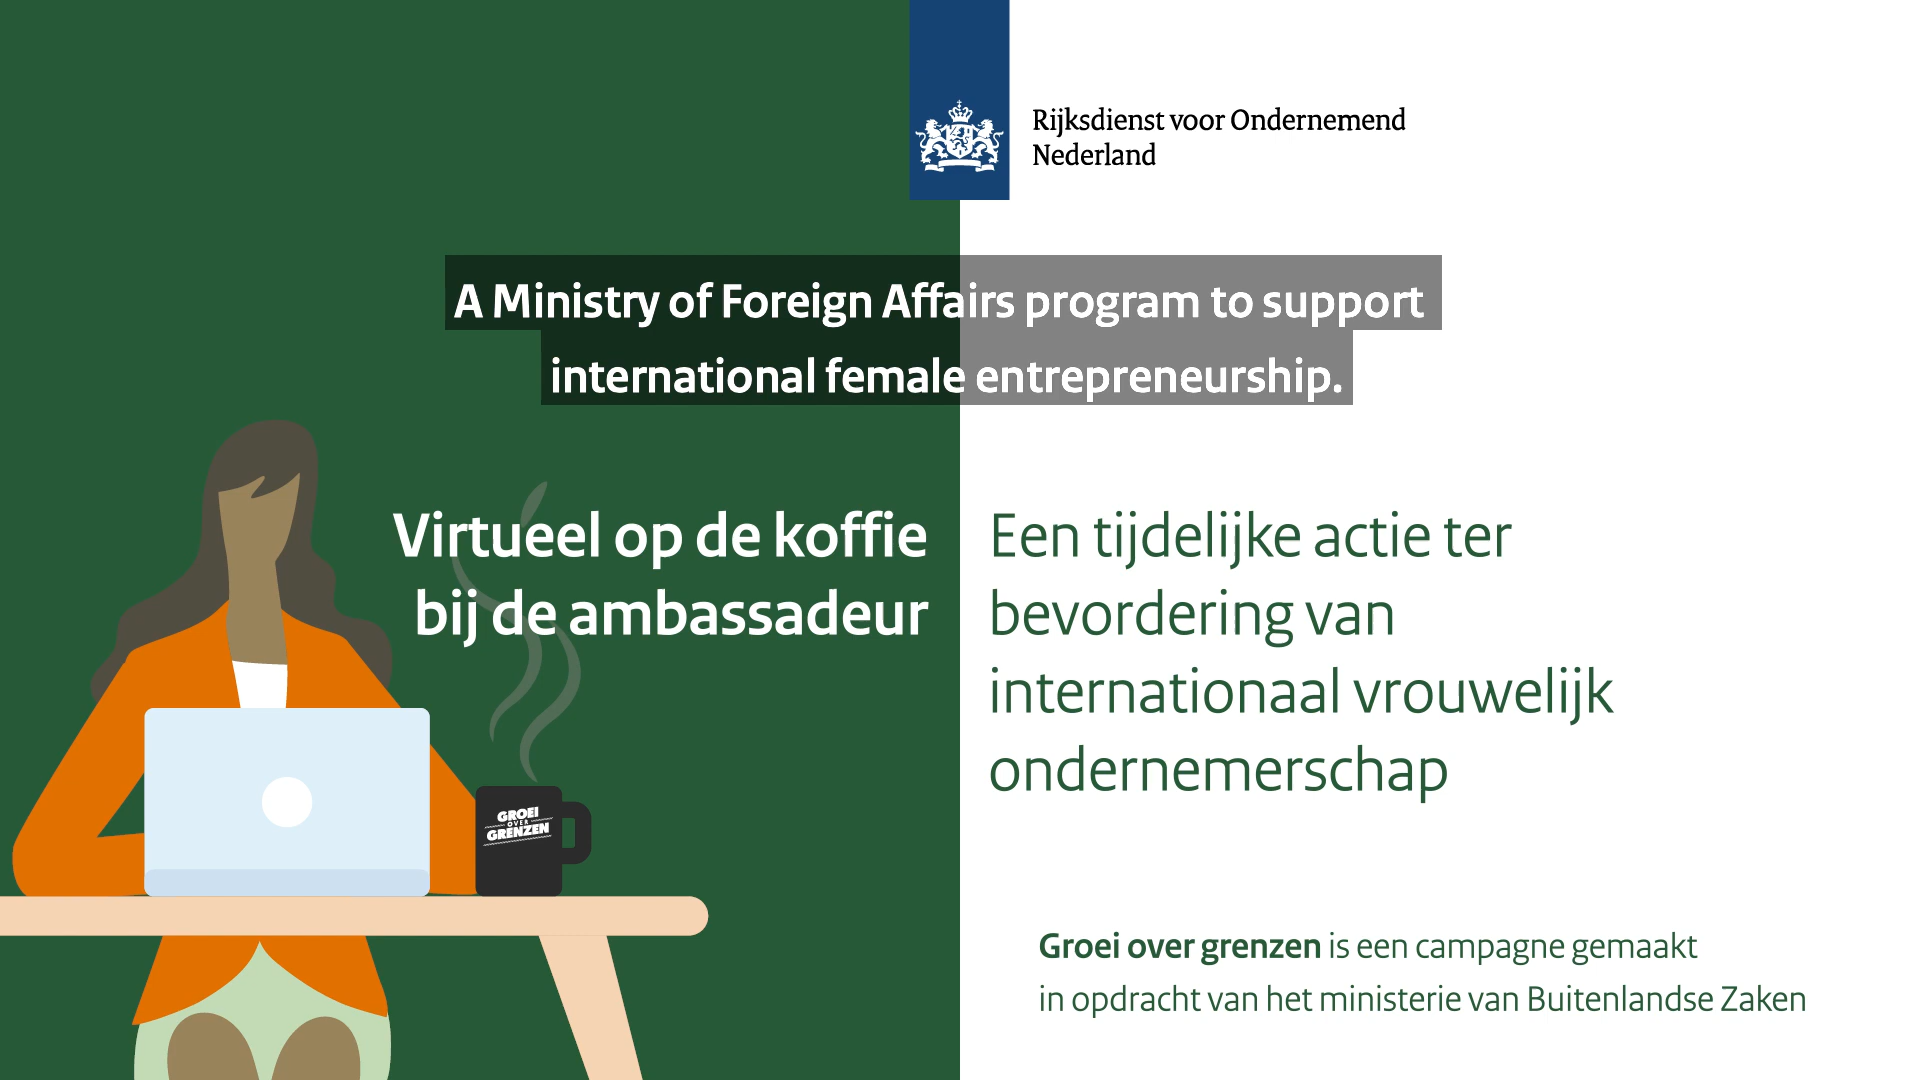 Rijksdienst voor Ondernemend
Nederland
A Ministry of Foreign Affairs program to support
international female entrepreneurship.
Virtueel op de koffie
bij de ambassadeur
Een tijdelijke actie ter
bevordering van
internationaal vrouwelijk
ondernemerschap
GROEI
OVER
GRENZEN
Groei over grenzen is een campagne gemaakt
in opdracht van het ministerie van Buitenlandse Zaken